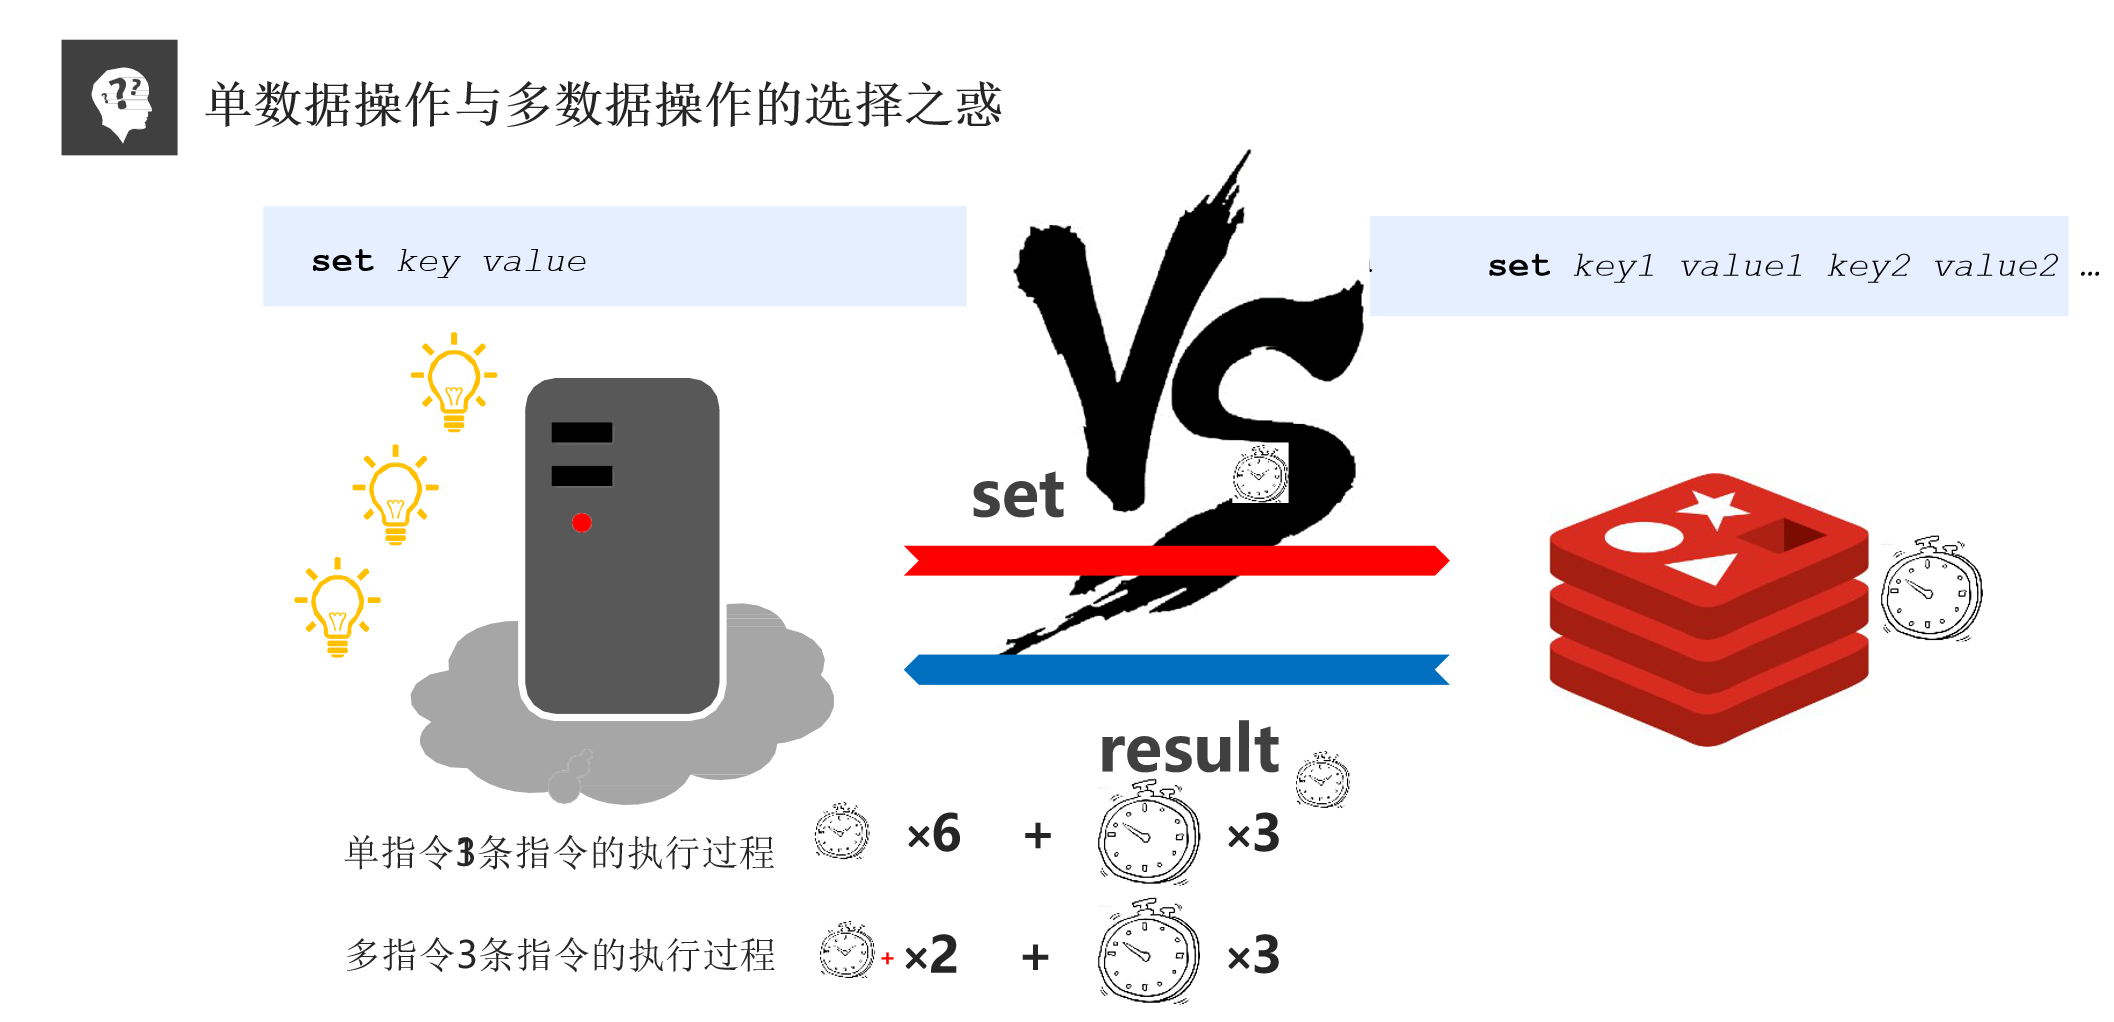 单数据操作与多数据操作的选择之惑
set key value
set key1 value1 key2 value2 …
VS
set
result
单指令3条指令的执行过程 ×6 + ×3
多指令3条指令的执行过程 + ×2 + ×3